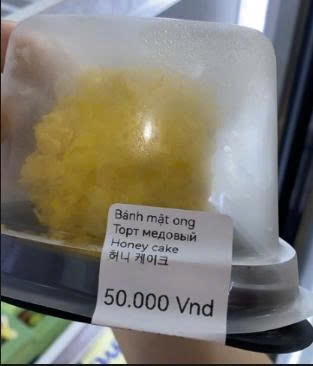 Bánh mật ong
Торт медовый
Honey cake
허니 케이크
50.000 Vnd